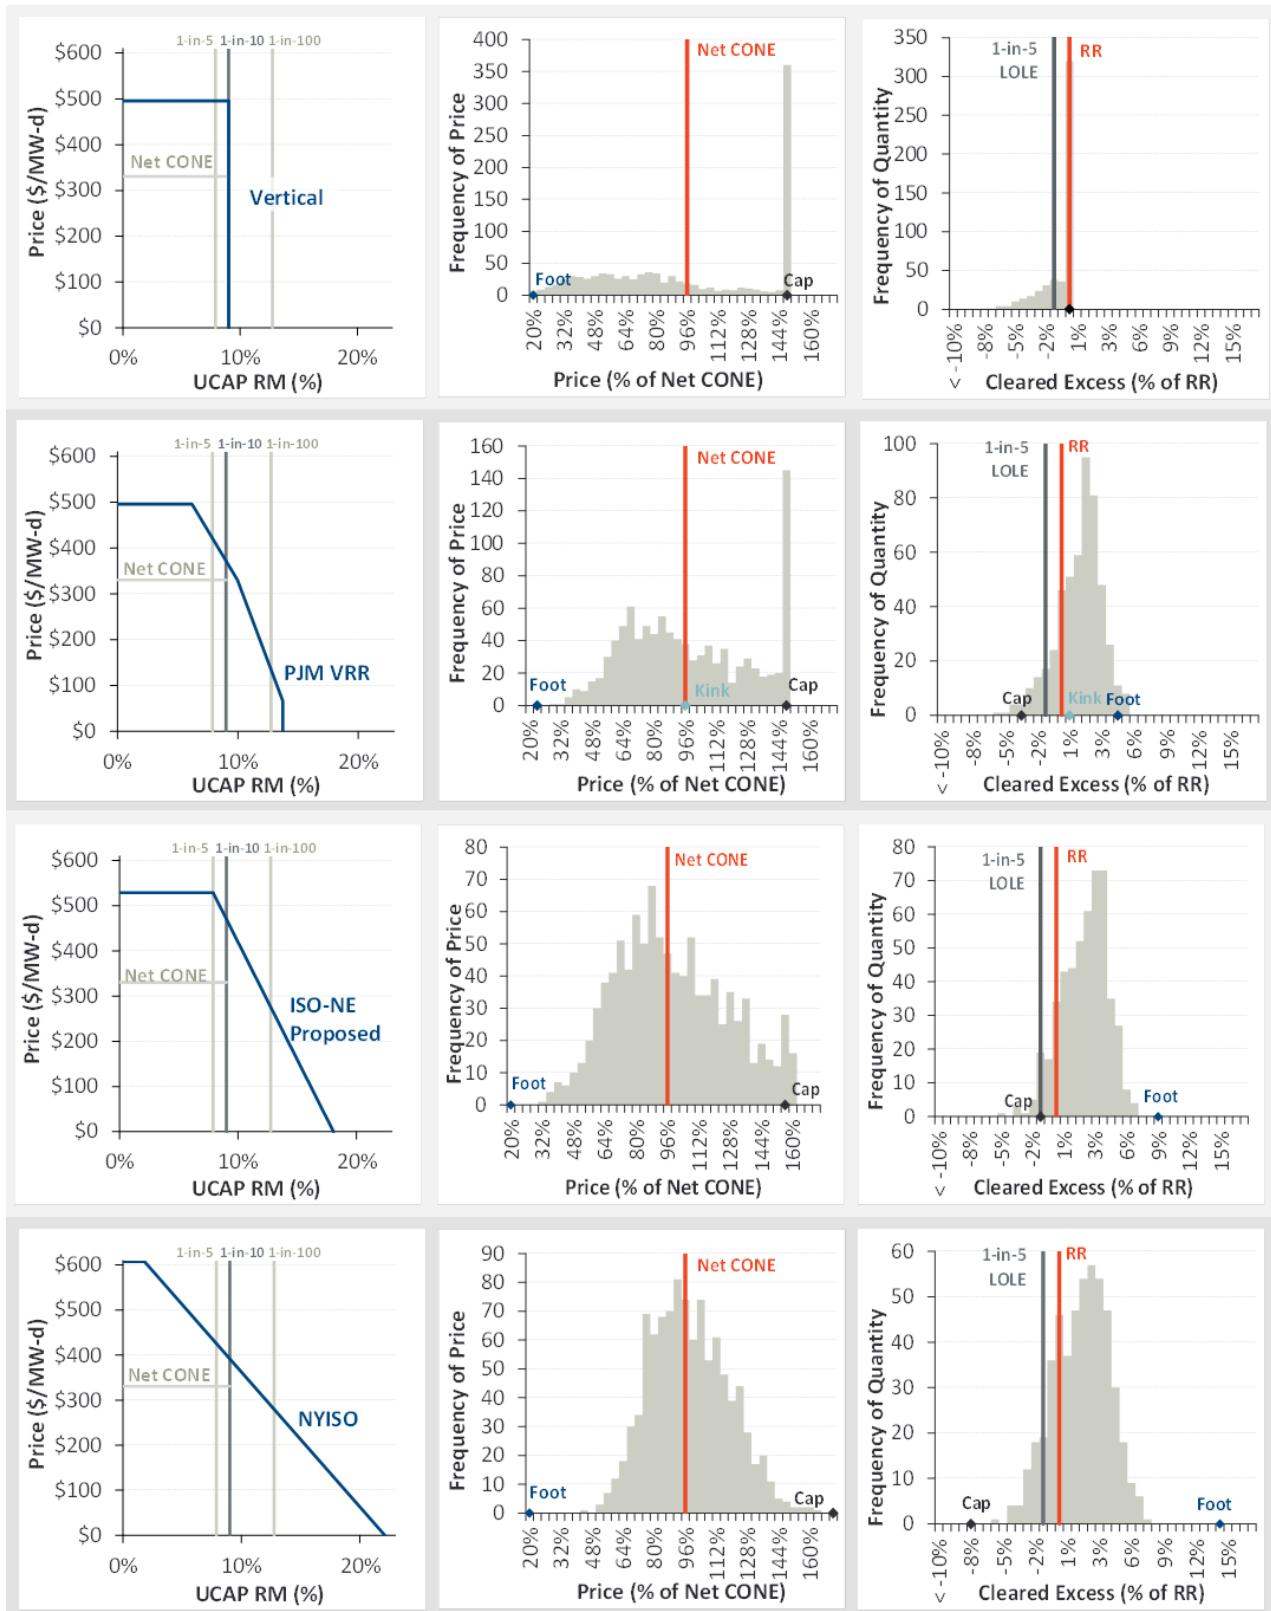 1-in-5 1-in-10 1-in-100
$600
$500
$400
$300
$200
$100
$0
Price ($/MW-d)
Net CONE
Vertical
0% 10% 20%
UCAP RM (%)
400
350
300
250
200
150
100
50
0
Frequency of Price
Net CONE
Foot
Cap
20% 32% 48% 64% 80% 96% 112% 128% 144% 160%
Price (% of Net CONE)
350
300
250
200
150
100
50
0
Frequency of Quantity
1-in-5
LOLE
RR
< -10% -8% -5% -2% 1% 3% 6% 9% 12% 15%
Cleared Excess (% of RR)
1-in-5 1-in-10 1-in-100
$600
$500
$400
$300
$200
$100
$0
Price ($/MW-d)
Net CONE
PJM VRR
0% 10% 20%
UCAP RM (%)
160
140
120
100
80
60
40
20
0
Frequency of Price
Net CONE
Foot
Kink
Cap
20% 32% 48% 64% 80% 96% 112% 128% 144% 160%
Price (% of Net CONE)
100
80
60
40
20
0
Frequency of Quantity
1-in-5
LOLE
RR
Cap
Kink
Foot
< -10% -8% -5% -2% 1% 3% 6% 9% 12% 15%
Cleared Excess (% of RR)
1-in-5 1-in-10 1-in-100
$600
$500
$400
$300
$200
$100
$0
Price ($/MW-d)
Net CONE
ISO-NE
Proposed
0% 10% 20%
UCAP RM (%)
80
70
60
50
40
30
20
10
0
Frequency of Price
Net CONE
Foot
Cap
20% 32% 48% 64% 80% 96% 112% 128% 144% 160%
Price (% of Net CONE)
80
70
60
50
40
30
20
10
0
Frequency of Quantity
1-in-5
LOLE
RR
Cap
Foot
< -10% -8% -5% -2% 1% 3% 6% 9% 12% 15%
Cleared Excess (% of RR)
1-in-5 1-in-10 1-in-100
$600
$500
$400
$300
$200
$100
$0
Price ($/MW-d)
Net CONE
NYISO
0% 10% 20%
UCAP RM (%)
90
80
70
60
50
40
30
20
10
0
Frequency of Price
Net CONE
Foot
Cap
20% 32% 48% 64% 80% 96% 112% 128% 144% 160%
Price (% of Net CONE)
60
50
40
30
20
10
0
Frequency of Quantity
1-in-5
LOLE
RR
Cap
Foot
< -10% -8% -5% -2% 1% 3% 6% 9% 12% 15%
Cleared Excess (% of RR)